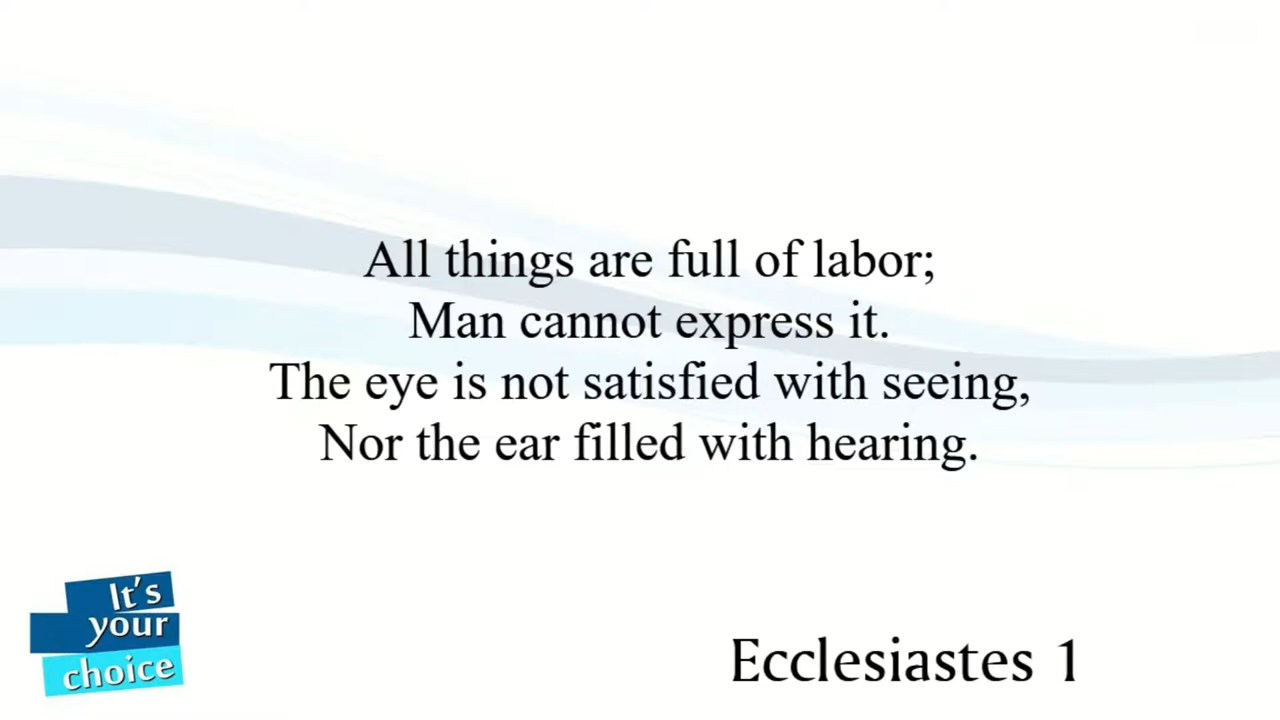 All things are full of labor;
Man cannot express it.
The eye is not satisfied with seeing,
Nor the ear filled with hearing.
It's
your
choice
Ecclesiastes 1